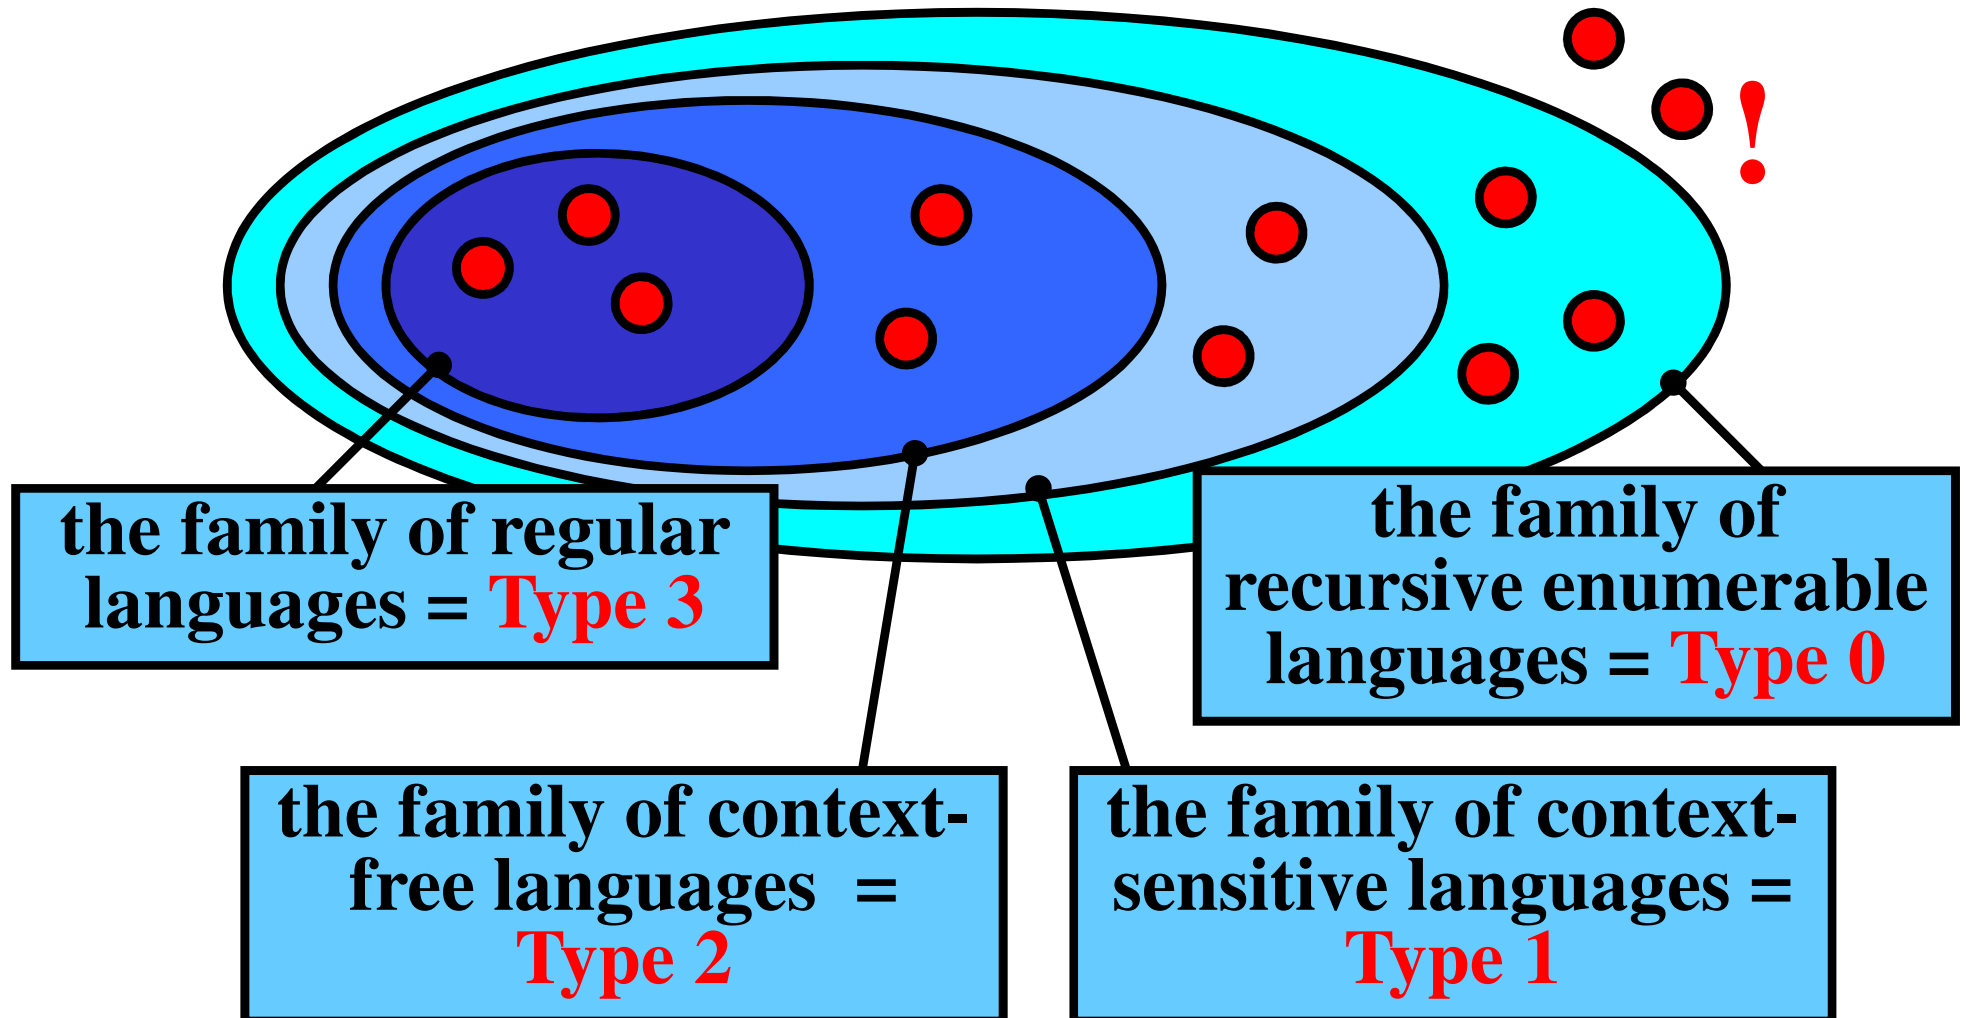 !
the family of regular
languages = Type 3
the family of
recursive enumerable
languages = Type 0
the family of context-
free languages  =
Type 2
the family of context-
sensitive languages =
Type 1